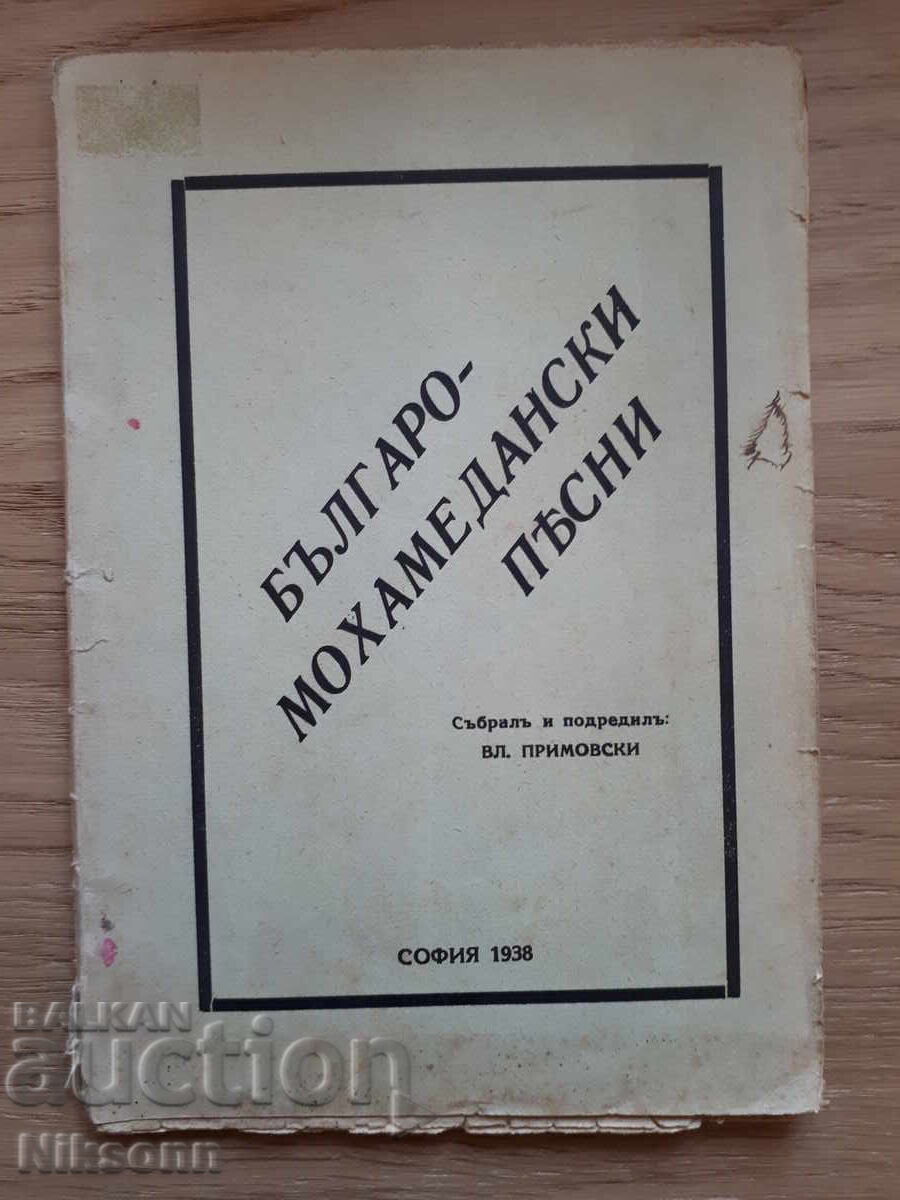 БЪЛГАРО-
МОХАМЕДАНСКИ
ПѢСНИ
Събралъ и подредилъ:
ВЛ. ПРИМОВСКИ
СОФИЯ 1938
BALKAN
auction
Niksonn